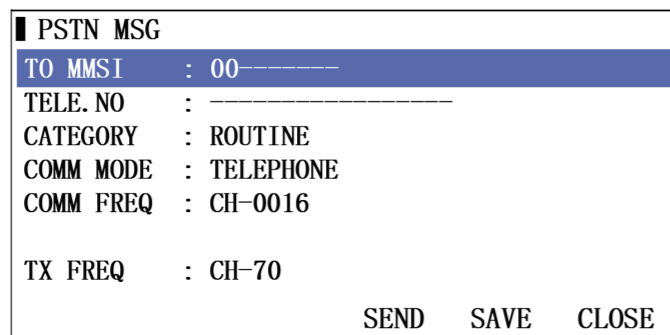 PSTN MSG
TO MMSI : 00-------
TELE.NO : -----------------
CATEGORY : ROUTINE
COMM MODE : TELEPHONE
COMM FREQ : CH-0016
TX FREQ : CH-70
SEND SAVE CLOSE